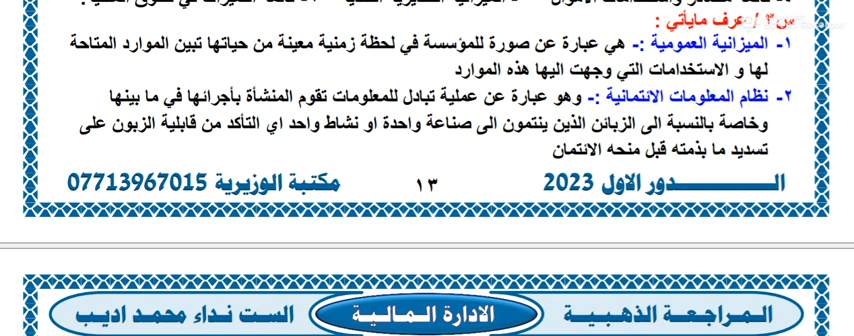 س٣ / عرف مايأتي :
١- الميزانية العمومية :- هي عبارة عن صورة للمؤسسة في لحظة زمنية معينة من حياتها تبين الموارد المتاحة
لها و الاستخدامات التي وجهت اليها هذه الموارد
٢- نظام المعلومات الائتمانية :- وهو عبارة عن عملية تبادل للمعلومات تقوم المنشأة بأجرائها في ما بينها
وخاصة بالنسبة الى الزبائن الذين ينتمون الى صناعة واحدة او نشاط واحد اي التأكد من قابلية الزبون على
تسديد ما بذمته قبل منحه الائتمان
الـــدور الاول 2023 ١٣ مكتبة الوزيرية 07713967015
المراجعة الذهبية الادارة المالية الست نداء محمد اديب